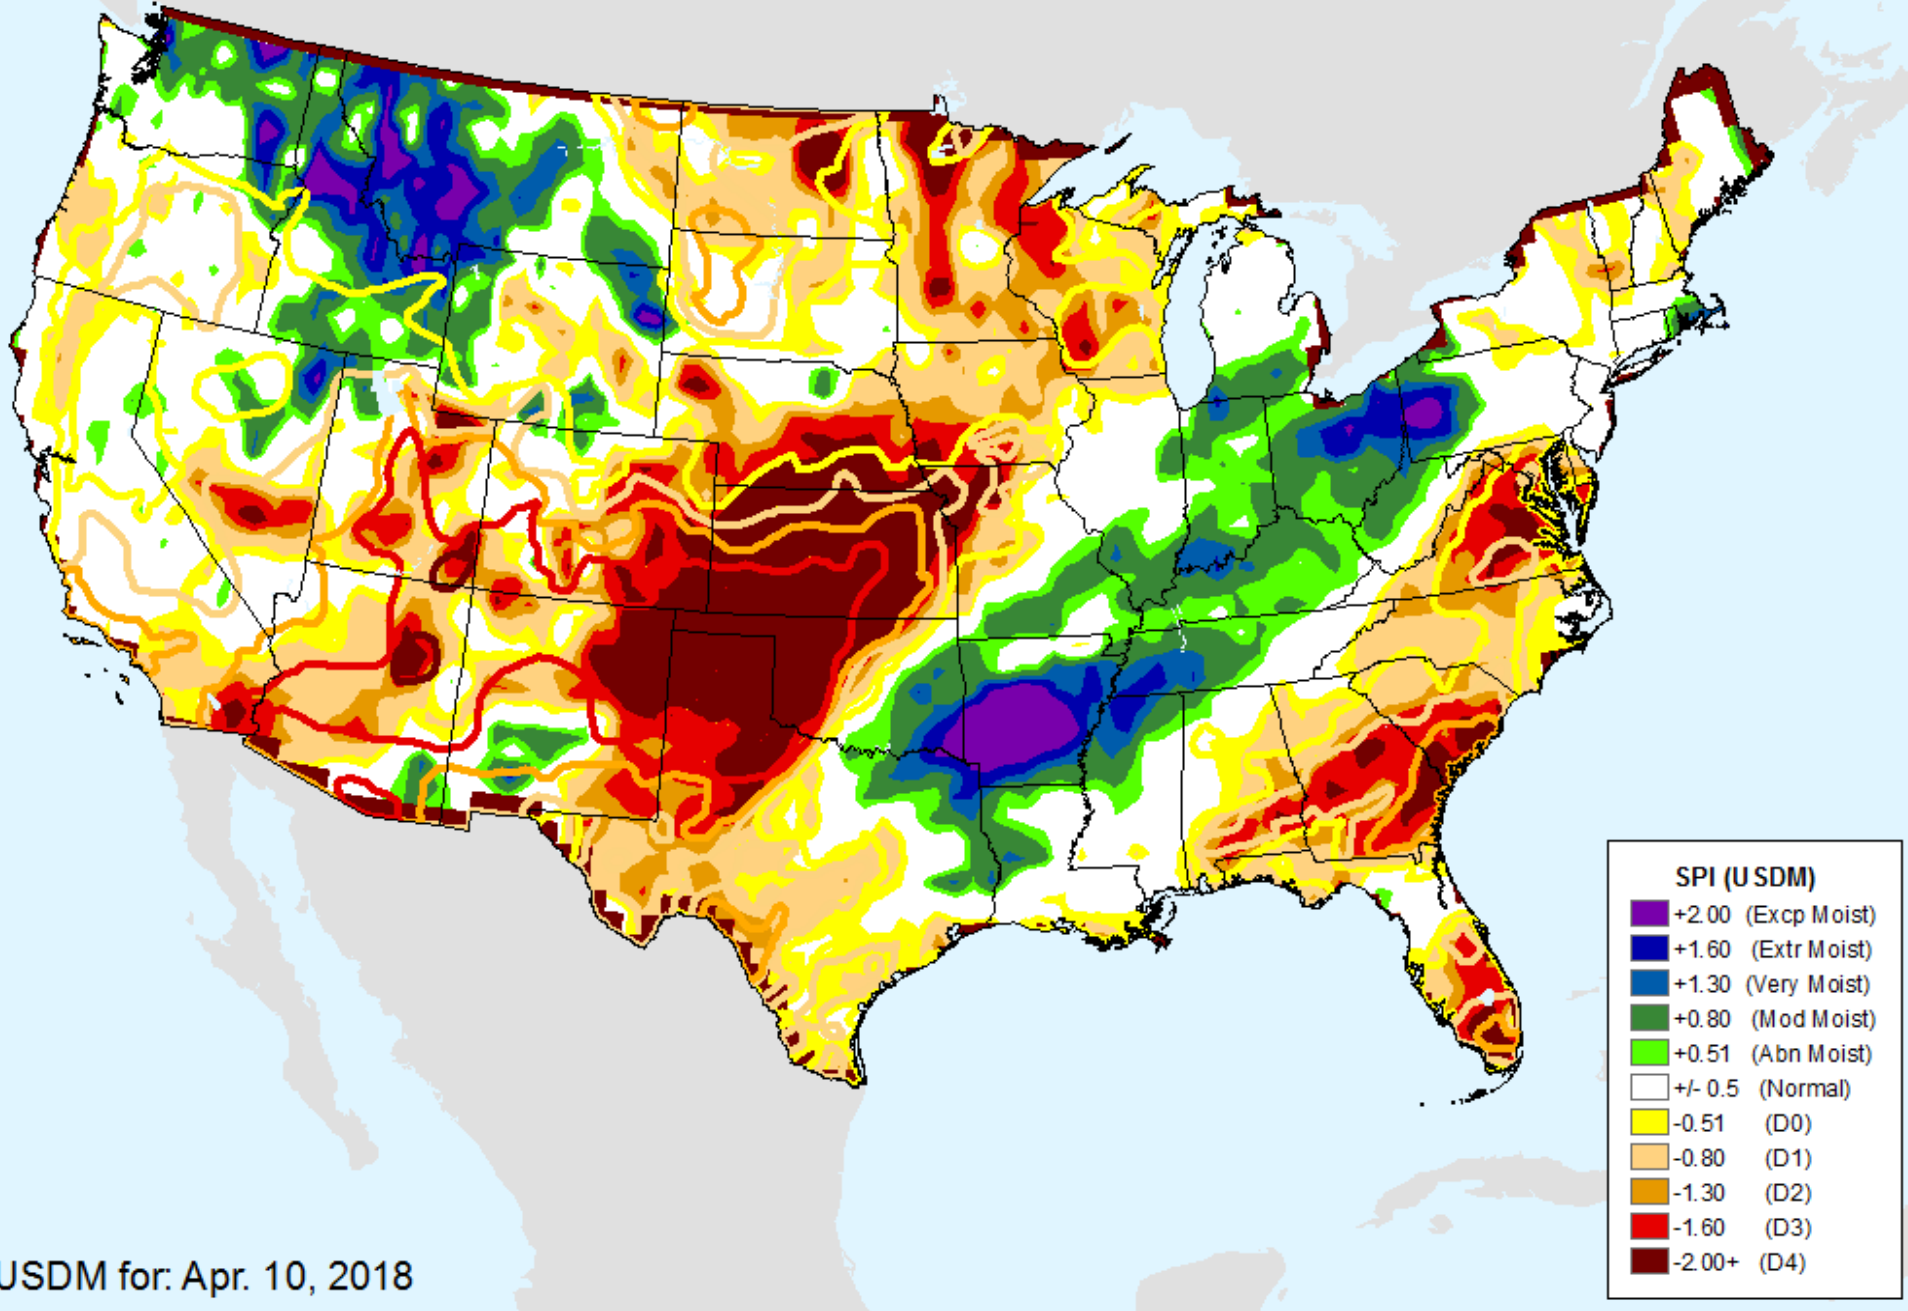 SPI (USDM)
+2.00 (Excp Moist)
+1.60 (Extr Moist)
+1.30 (Very Moist)
+0.80 (Mod Moist)
+0.51 (Abn Moist)
+/- 0.5 (Normal)
-0.51 (D0)
-0.80 (D1)
-1.30 (D2)
-1.60 (D3)
-2.00+ (D4)
USDM for: Apr. 10, 2018